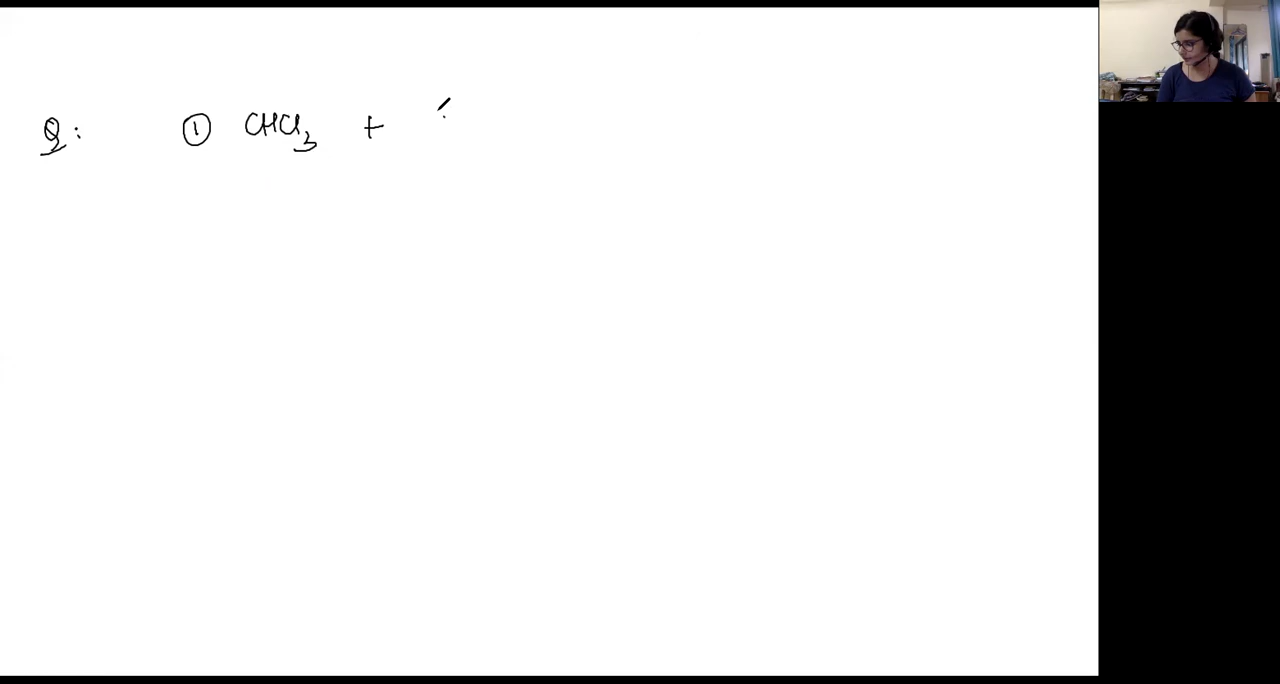 Q: ① CHCl₃ +